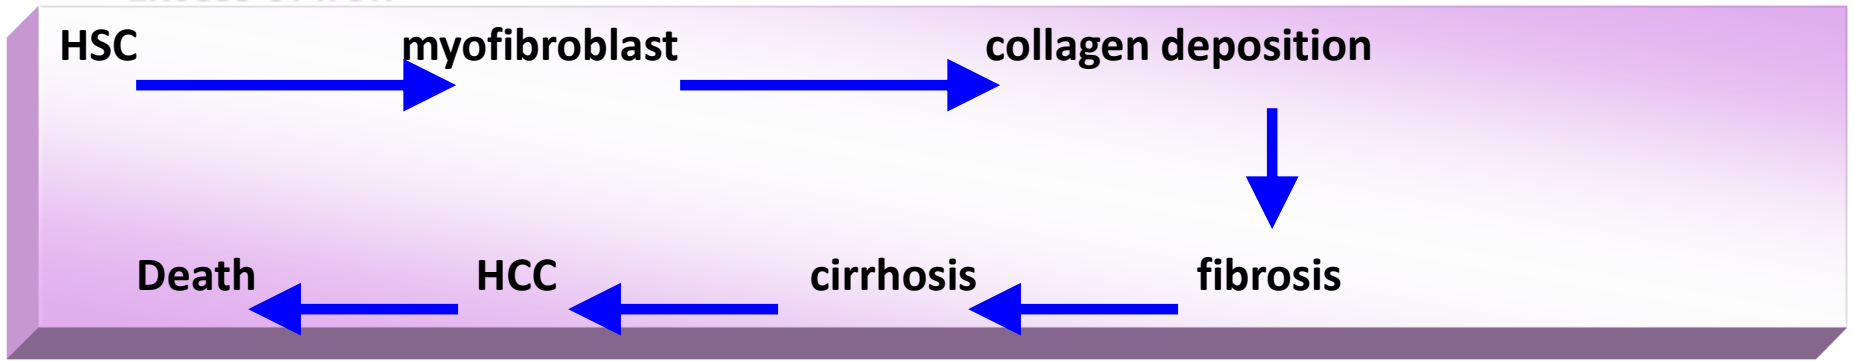 HSC myofibroblast collagen deposition
Death HCC cirrhosis fibrosis